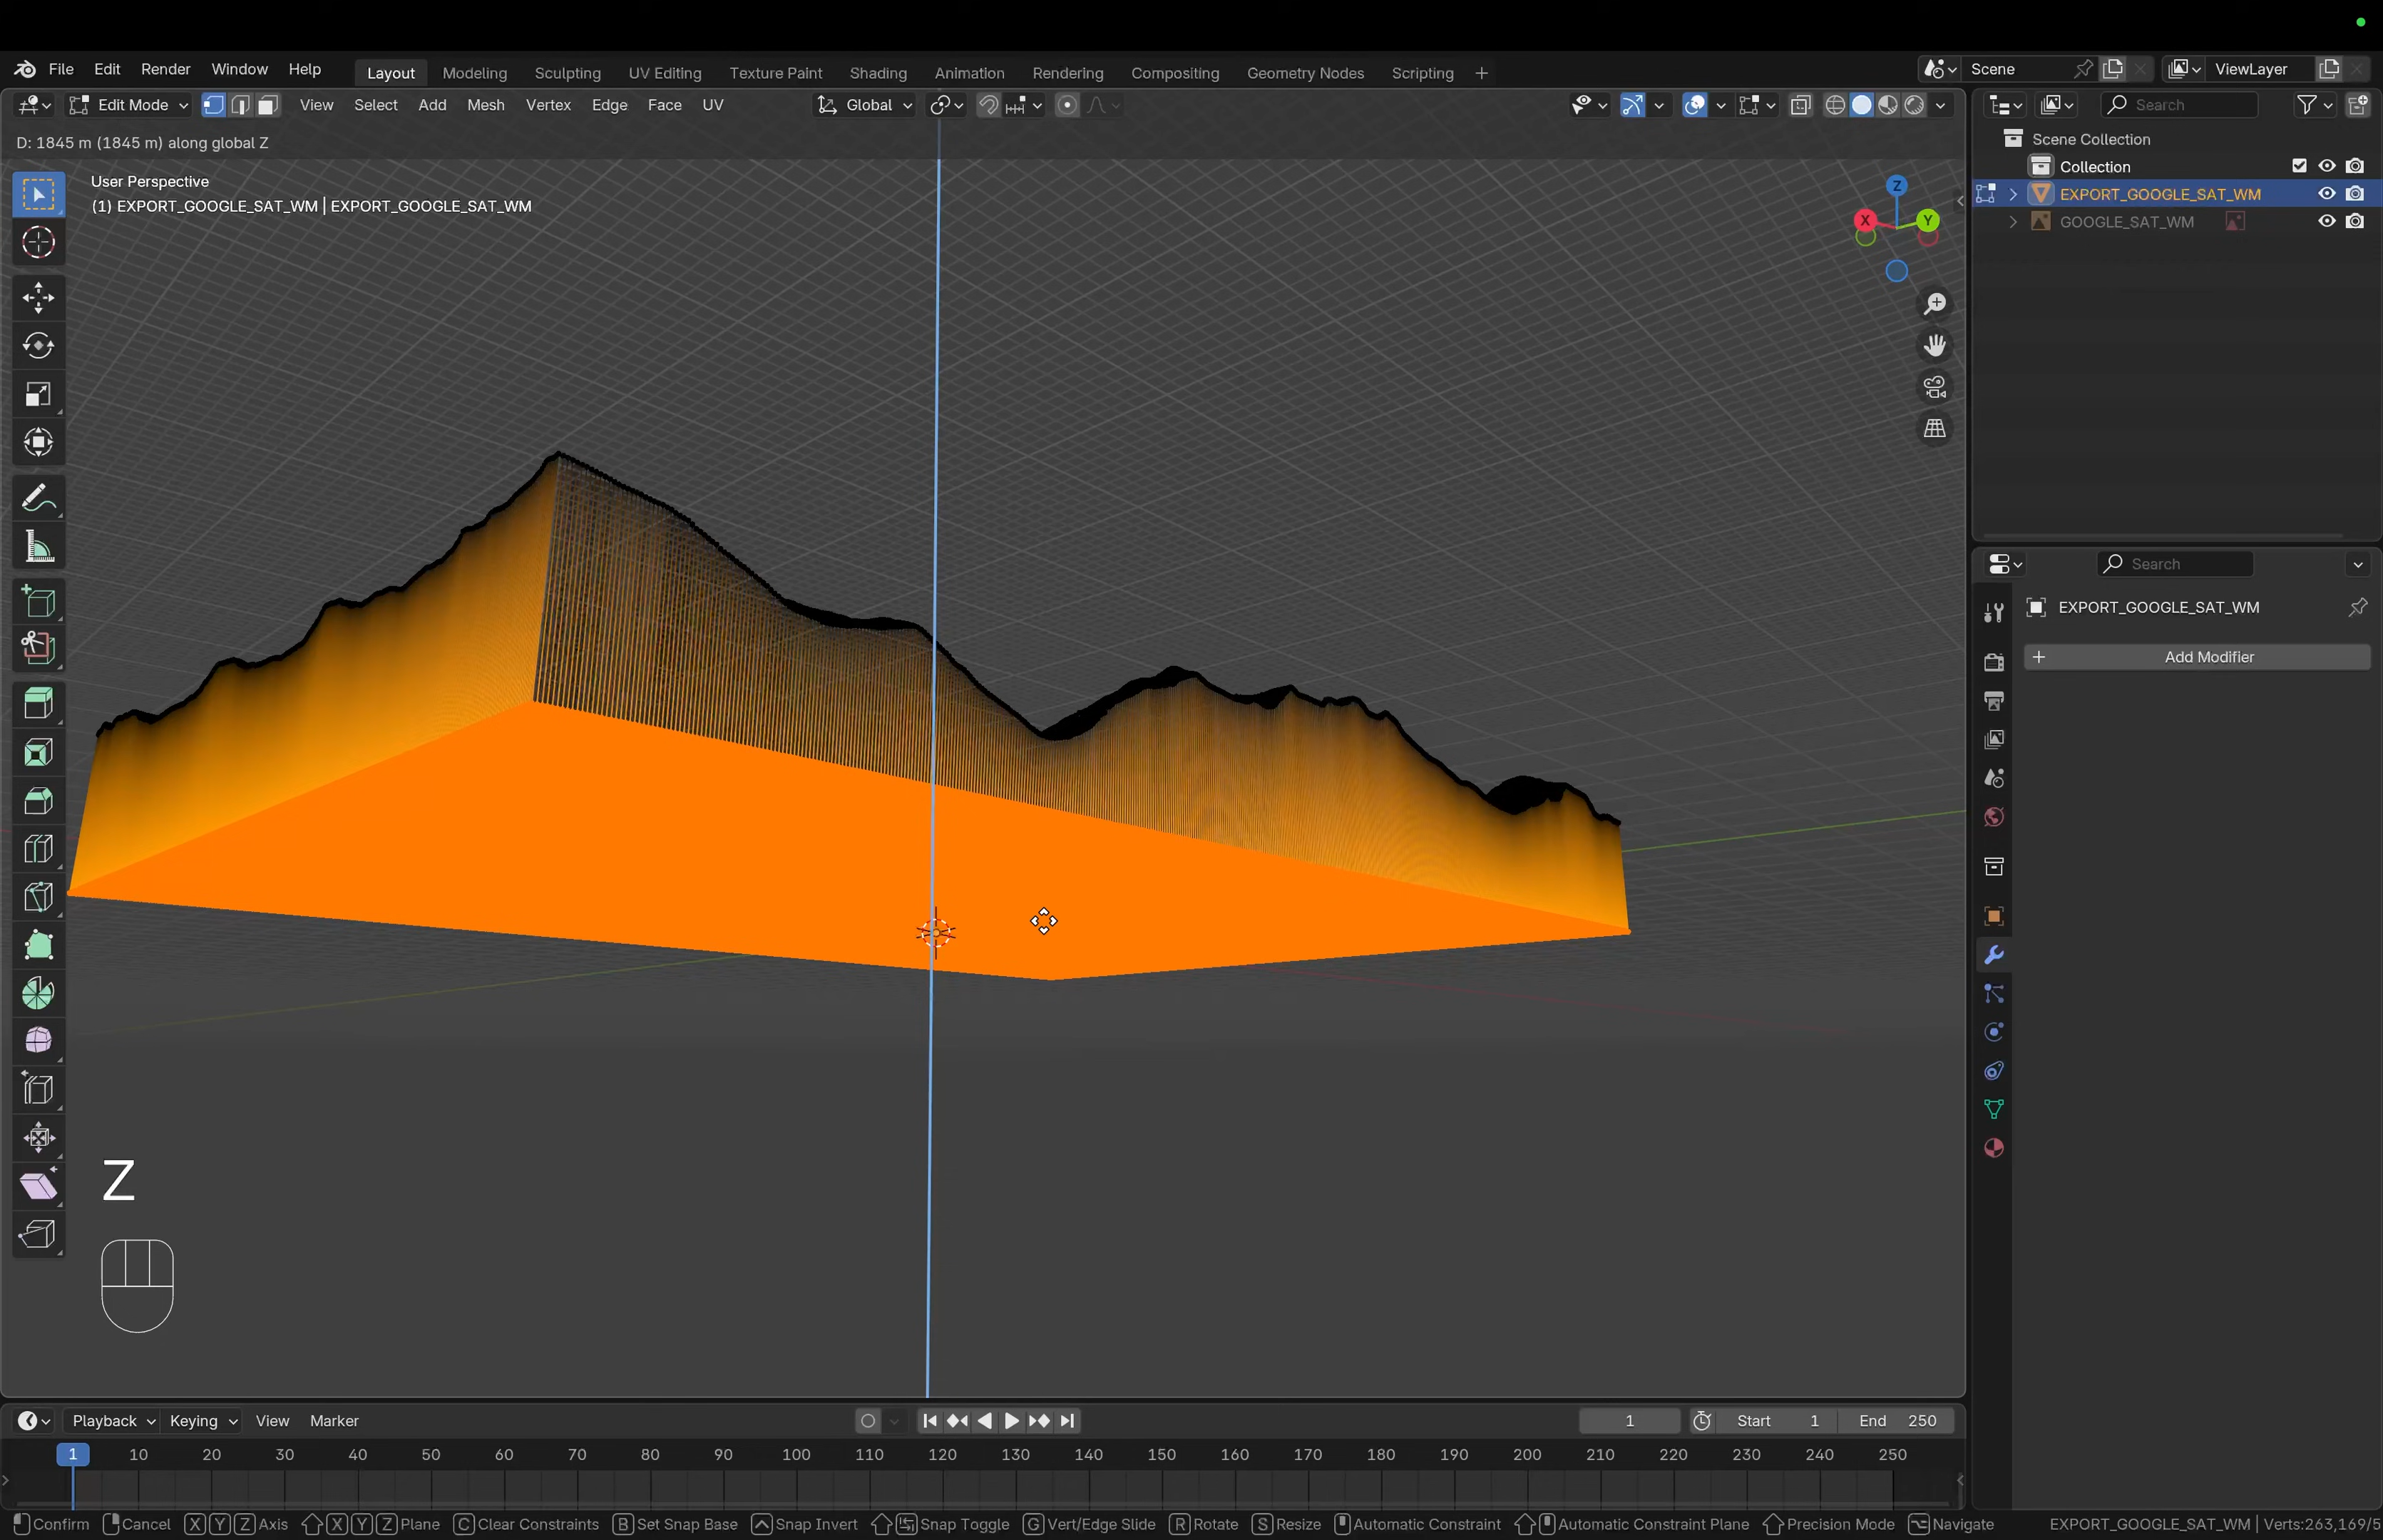 File Edit Render Window Help Layout Modeling Sculpting UV Editing Texture Paint Shading Animation Rendering Compositing Geometry Nodes Scripting + Scene ViewLayer
Edit Mode View Select Add Mesh Vertex Edge Face UV Global Search
D: 1845 m (1845 m) along global Z
Scene Collection
Collection
EXPORT_GOOGLE_SAT_WM
GOOGLE_SAT_WM
User Perspective
(1) EXPORT_GOOGLE_SAT_WM | EXPORT_GOOGLE_SAT_WM
Z
X
Y
Search
EXPORT_GOOGLE_SAT_WM
+ Add Modifier
Z
Playback Keying View Marker 1 Start 1 End 250
1 10 20 30 40 50 60 70 80 90 100 110 120 130 140 150 160 170 180 190 200 210 220 230 240 250
Confirm Cancel X Y Z Axis X Y Z Plane C Clear Constraints B Set Snap Base Snap Invert Snap Toggle G Vert/Edge Slide R Rotate S Resize Automatic Constraint Automatic Constraint Plane Precision Mode Navigate EXPORT_GOOGLE_SAT_WM | Verts:263,169/5